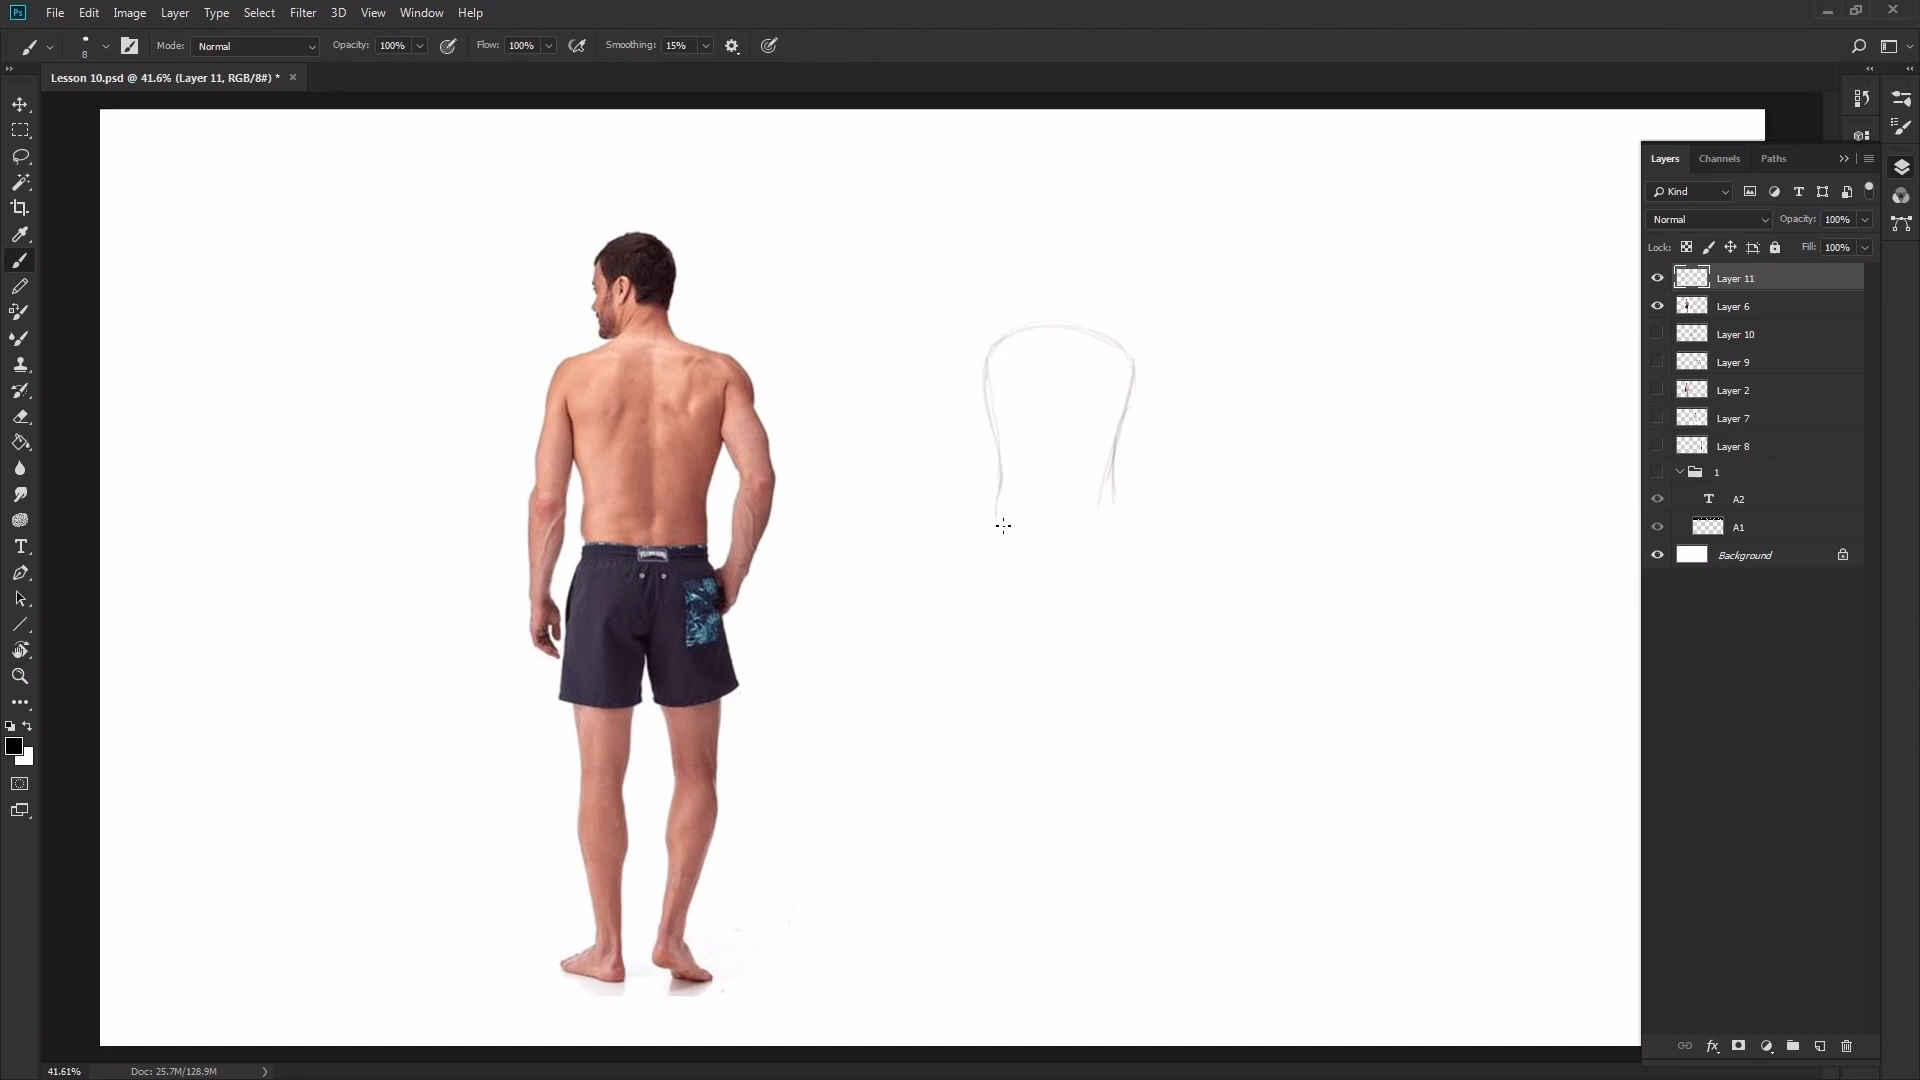 Ps File Edit Image Layer Type Select Filter 3D View Window Help
8 Mode: Normal Opacity: 100% Flow: 100% Smoothing: 15%
Lesson 10.psd @ 41.6% (Layer 11, RGB/8#) *
Layers Channels Paths
Kind
Normal Opacity: 100%
Lock: Fill: 100%
Layer 11
Layer 6
Layer 10
Layer 9
Layer 2
Layer 7
Layer 8
1
T A2
A1
Background
fx
41.61% Doc: 25.7M/128.9M